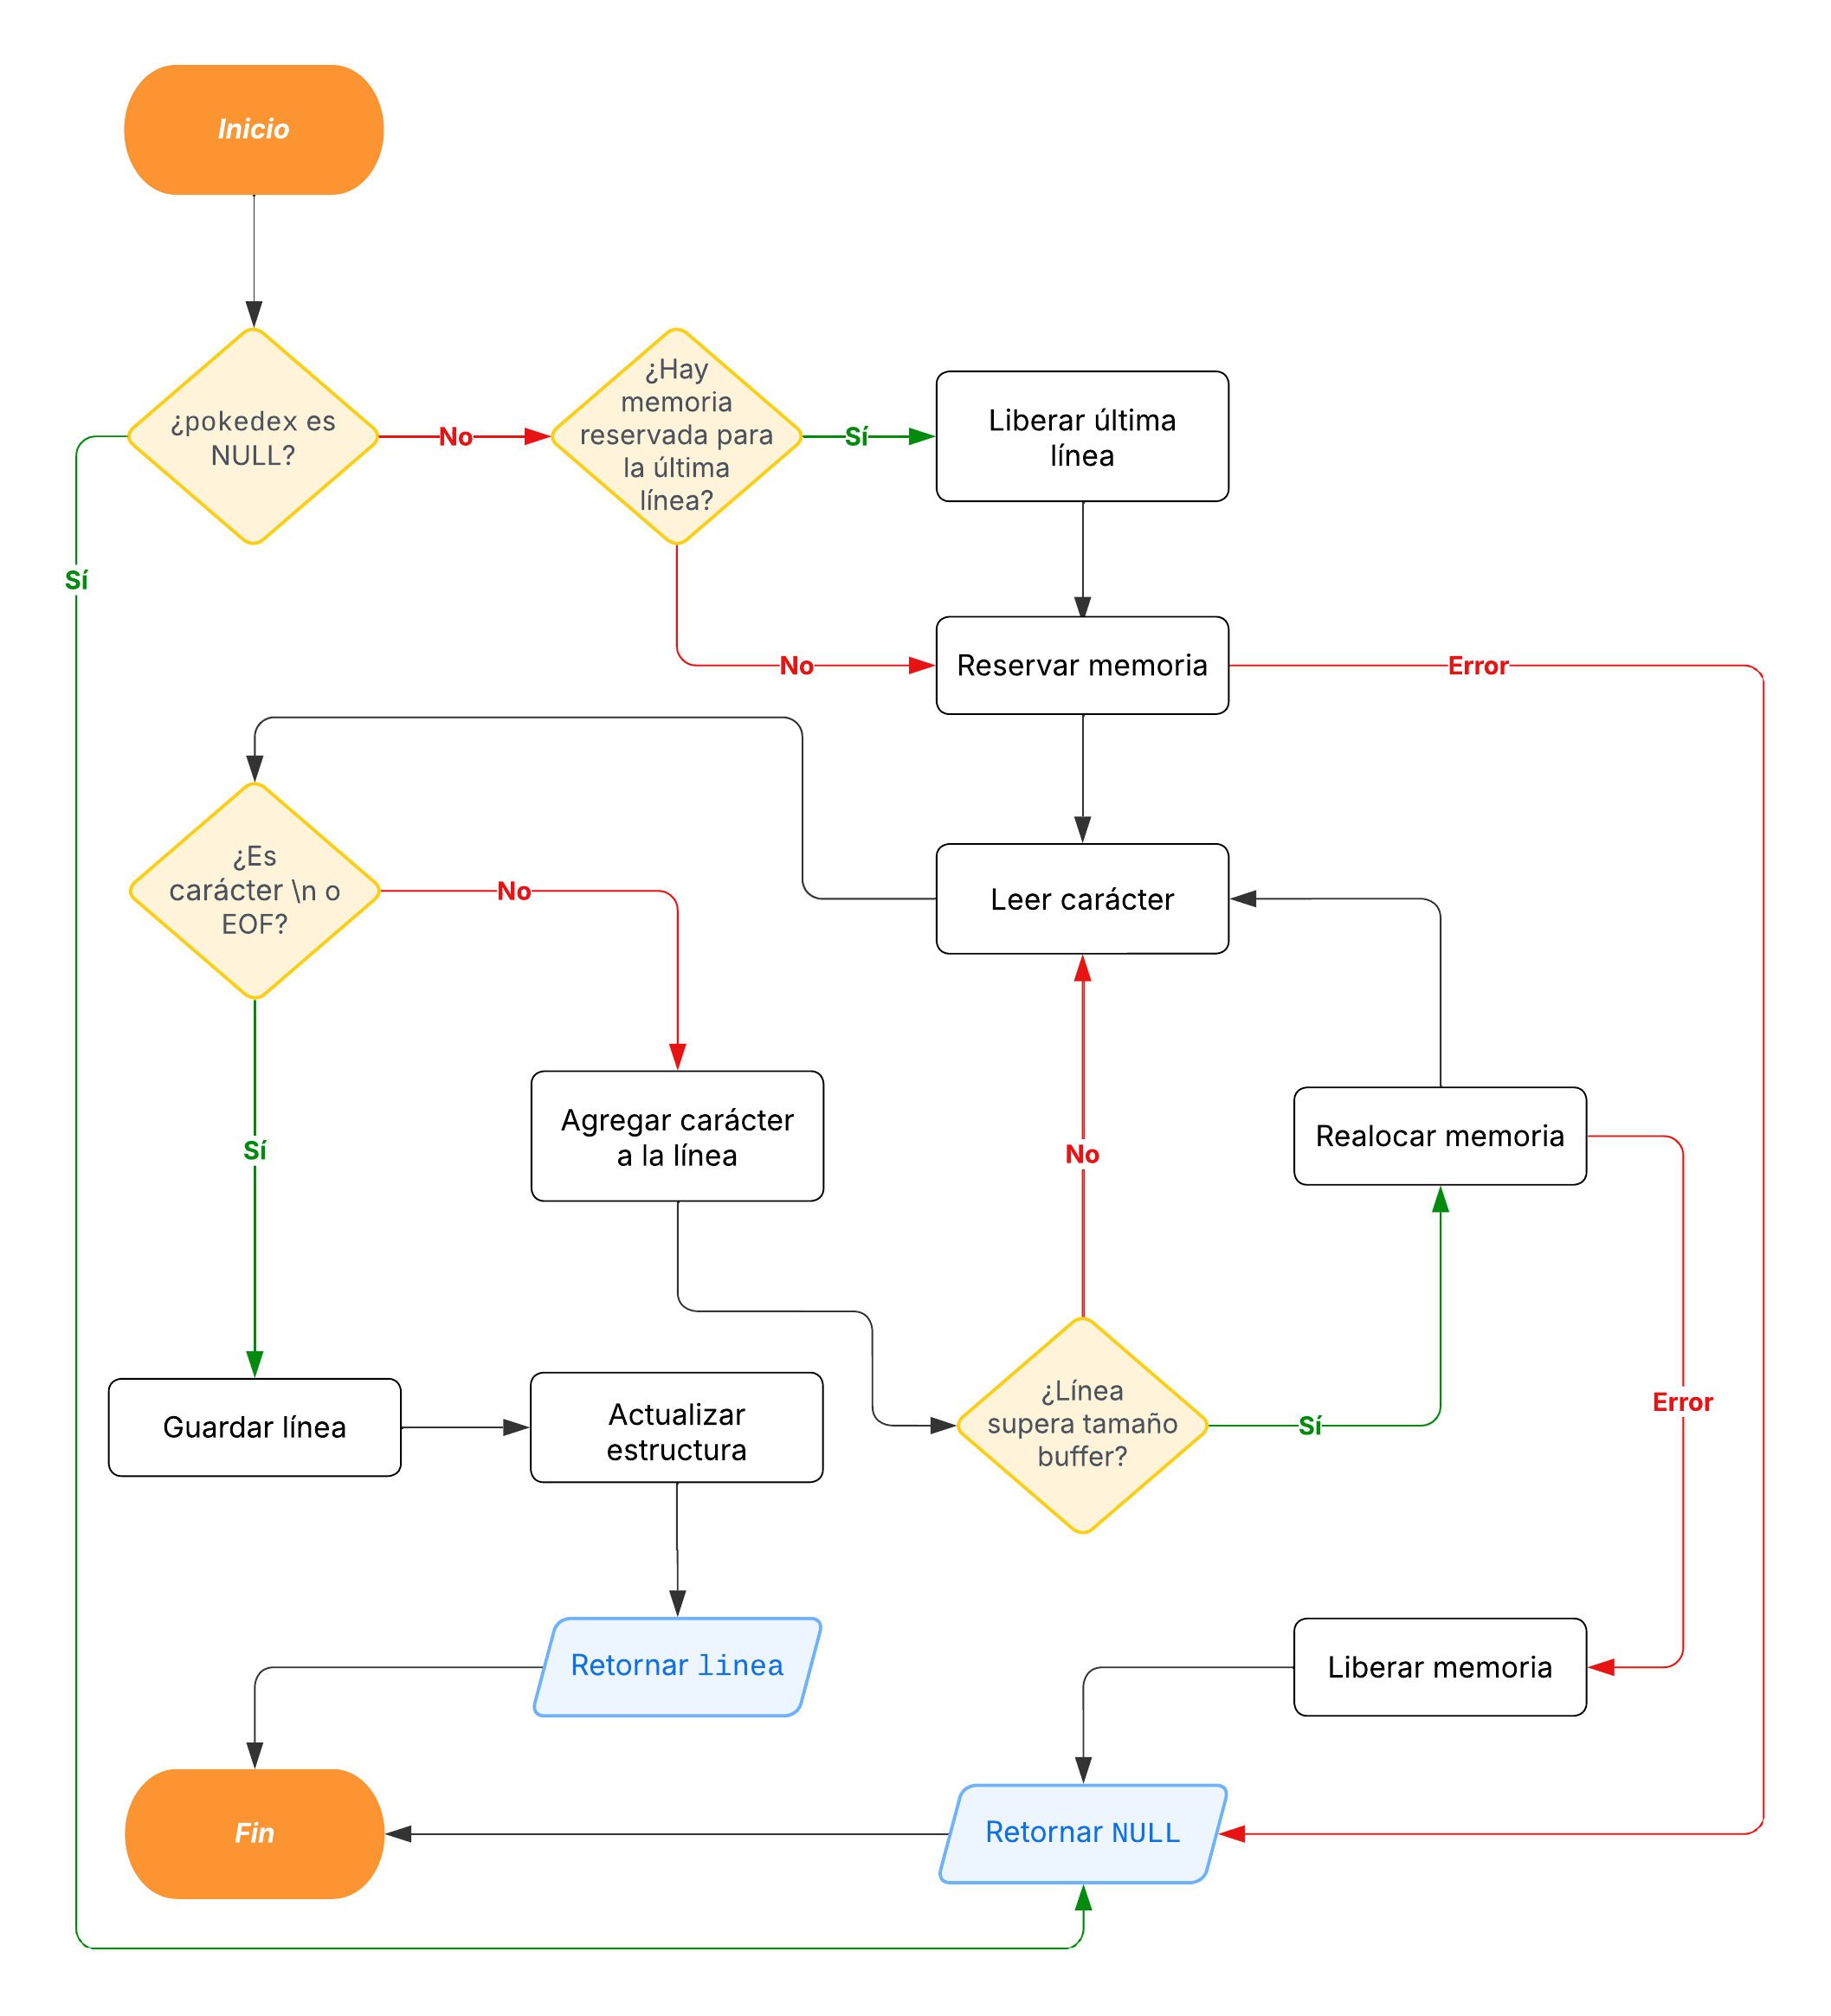 Inicio
¿pokedex es
NULL?
No
¿Hay
memoria
reservada para
la última
línea?
Sí
Liberar última
línea
Sí
No
Reservar memoria
Error
¿Es
carácter \n o
EOF?
No
Leer carácter
Sí
Agregar carácter
a la línea
No
Realocar memoria
Guardar línea
Actualizar
estructura
¿Línea
supera tamaño
buffer?
Sí
Error
Retornar linea
Liberar memoria
Fin
Retornar NULL